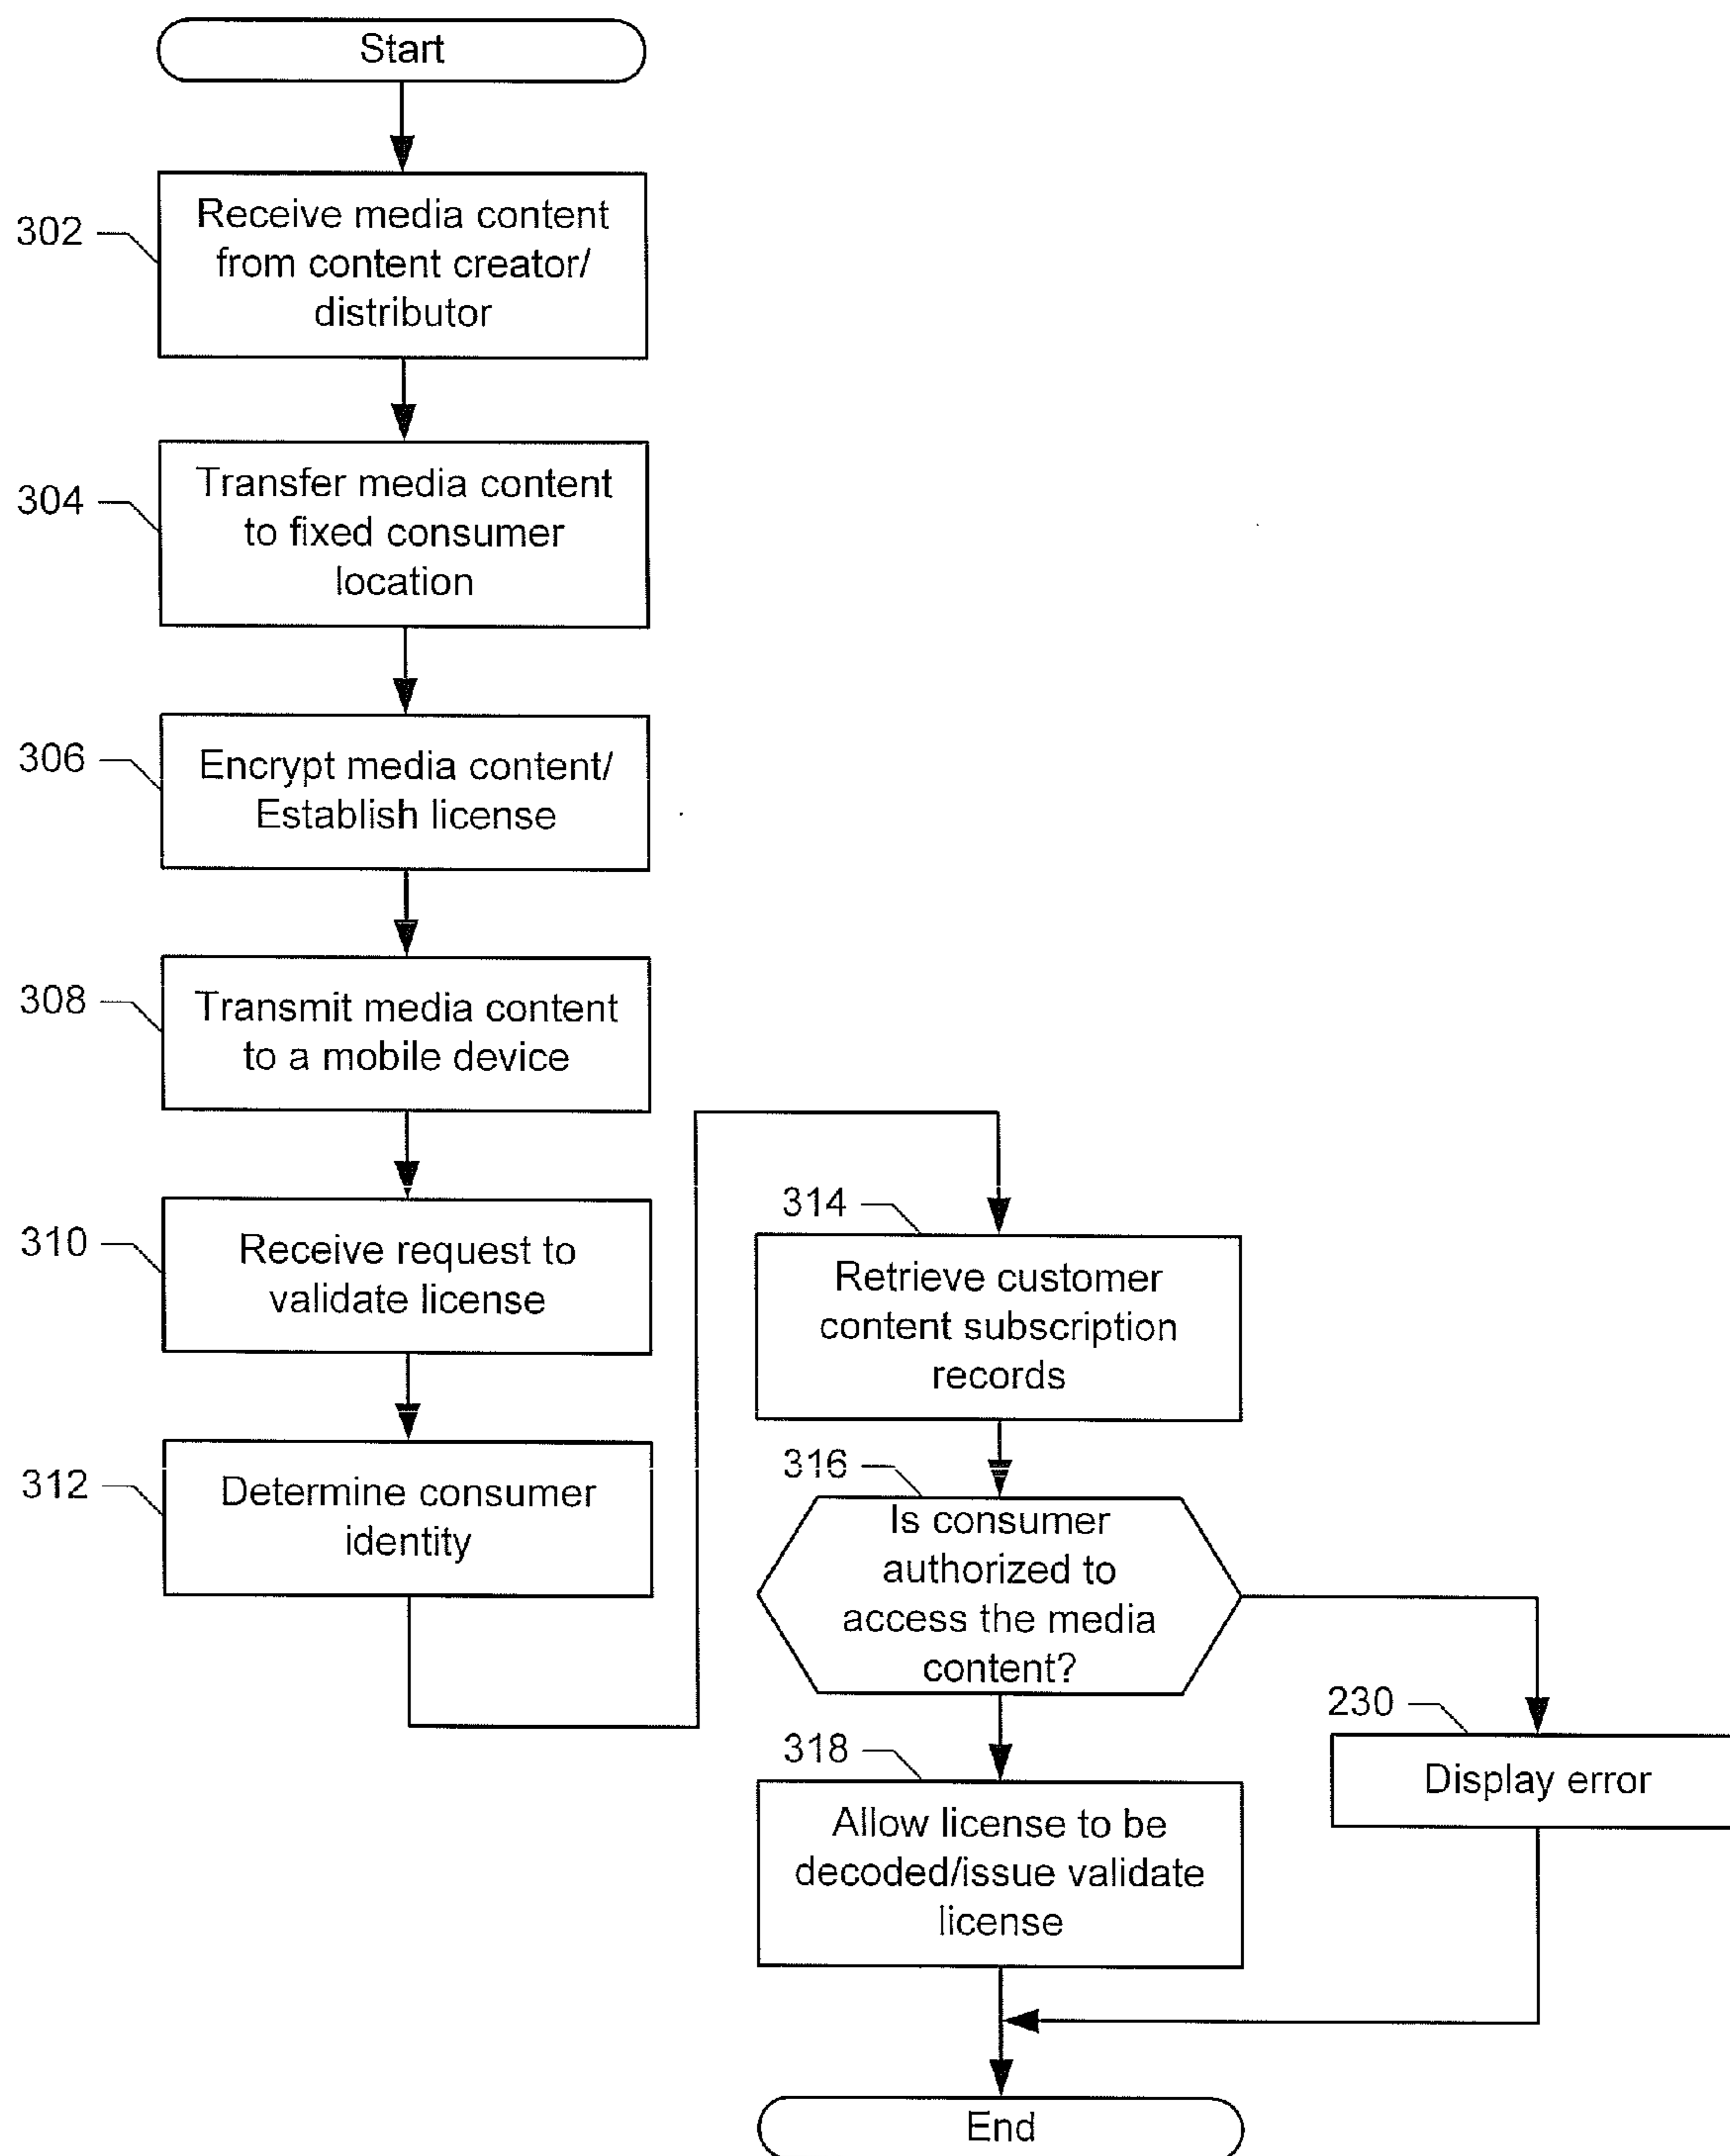 Start
302
Receive media content
from content creator/
distributor
304
Transfer media content
to fixed consumer
location
306
Encrypt media content/
Establish license
308
Transmit media content
to a mobile device
310
Receive request to
validate license
312
Determine consumer
identity
314
Retrieve customer
content subscription
records
316
Is consumer
authorized to
access the media
content?
318
Allow license to be
decoded/issue validate
license
230
Display error
End